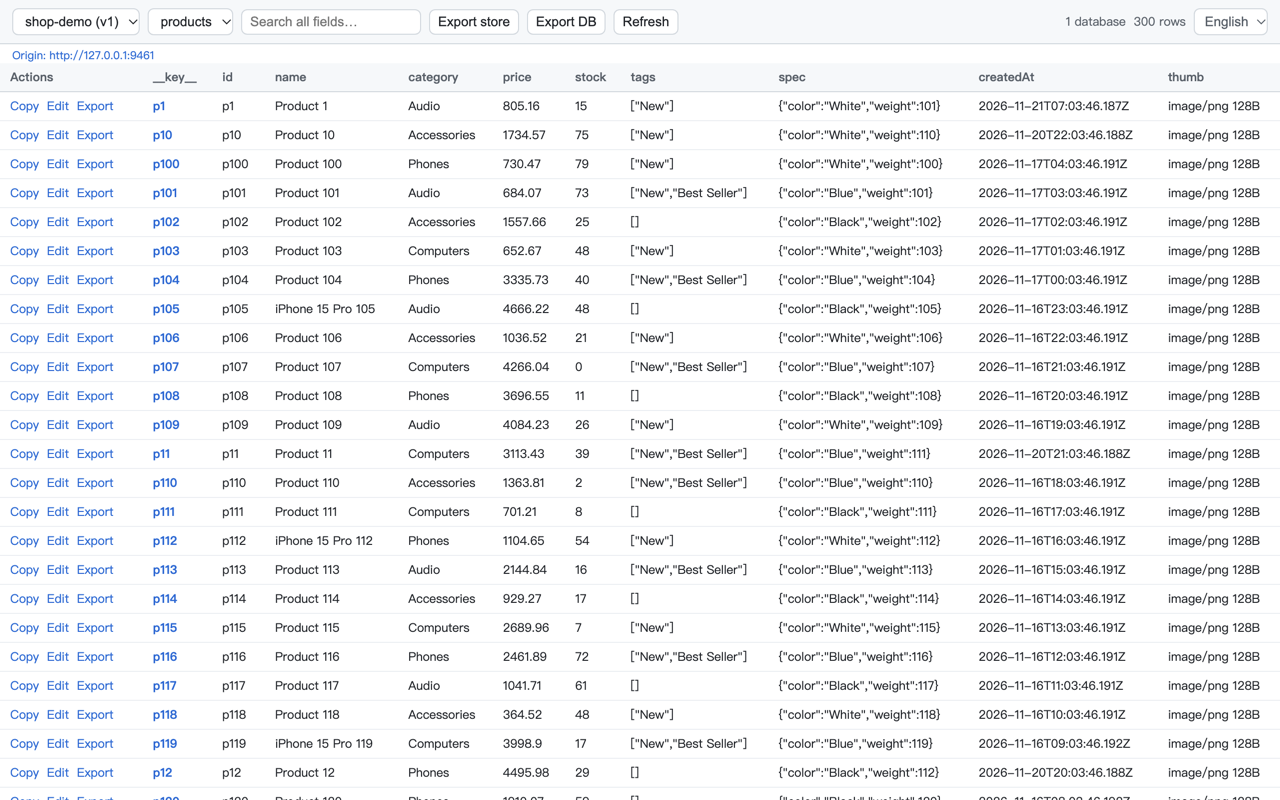 shop-demo (v1) products Search all fields… Export store Export DB Refresh 1 database 300 rows English
Origin: http://127.0.0.1:9461
Actions __key__ id name category price stock tags spec createdAt thumb
Copy Edit Export p1 p1 Product 1 Audio 805.16 15 ["New"] {"color":"White","weight":101} 2026-11-21T07:03:46.187Z image/png 128B
Copy Edit Export p10 p10 Product 10 Accessories 1734.57 75 ["New"] {"color":"White","weight":110} 2026-11-20T22:03:46.188Z image/png 128B
Copy Edit Export p100 p100 Product 100 Phones 730.47 79 ["New"] {"color":"White","weight":100} 2026-11-17T04:03:46.191Z image/png 128B
Copy Edit Export p101 p101 Product 101 Audio 684.07 73 ["New","Best Seller"] {"color":"Blue","weight":101} 2026-11-17T03:03:46.191Z image/png 128B
Copy Edit Export p102 p102 Product 102 Accessories 1557.66 25 [] {"color":"Black","weight":102} 2026-11-17T02:03:46.191Z image/png 128B
Copy Edit Export p103 p103 Product 103 Computers 652.67 48 ["New"] {"color":"White","weight":103} 2026-11-17T01:03:46.191Z image/png 128B
Copy Edit Export p104 p104 Product 104 Phones 3335.73 40 ["New","Best Seller"] {"color":"Blue","weight":104} 2026-11-17T00:03:46.191Z image/png 128B
Copy Edit Export p105 p105 iPhone 15 Pro 105 Audio 4666.22 48 [] {"color":"Black","weight":105} 2026-11-16T23:03:46.191Z image/png 128B
Copy Edit Export p106 p106 Product 106 Accessories 1036.52 21 ["New"] {"color":"White","weight":106} 2026-11-16T22:03:46.191Z image/png 128B
Copy Edit Export p107 p107 Product 107 Computers 4266.04 0 ["New","Best Seller"] {"color":"Blue","weight":107} 2026-11-16T21:03:46.191Z image/png 128B
Copy Edit Export p108 p108 Product 108 Phones 3696.55 11 [] {"color":"Black","weight":108} 2026-11-16T20:03:46.191Z image/png 128B
Copy Edit Export p109 p109 Product 109 Audio 4084.23 26 ["New"] {"color":"White","weight":109} 2026-11-16T19:03:46.191Z image/png 128B
Copy Edit Export p11 p11 Product 11 Computers 3113.43 39 ["New","Best Seller"] {"color":"Blue","weight":111} 2026-11-20T21:03:46.188Z image/png 128B
Copy Edit Export p110 p110 Product 110 Accessories 1363.81 2 ["New","Best Seller"] {"color":"Blue","weight":110} 2026-11-16T18:03:46.191Z image/png 128B
Copy Edit Export p111 p111 Product 111 Computers 701.21 8 [] {"color":"Black","weight":111} 2026-11-16T17:03:46.191Z image/png 128B
Copy Edit Export p112 p112 iPhone 15 Pro 112 Phones 1104.65 54 ["New"] {"color":"White","weight":112} 2026-11-16T16:03:46.191Z image/png 128B
Copy Edit Export p113 p113 Product 113 Audio 2144.84 16 ["New","Best Seller"] {"color":"Blue","weight":113} 2026-11-16T15:03:46.191Z image/png 128B
Copy Edit Export p114 p114 Product 114 Accessories 929.27 17 [] {"color":"Black","weight":114} 2026-11-16T14:03:46.191Z image/png 128B
Copy Edit Export p115 p115 Product 115 Computers 2689.96 7 ["New"] {"color":"White","weight":115} 2026-11-16T13:03:46.191Z image/png 128B
Copy Edit Export p116 p116 Product 116 Phones 2461.89 72 ["New","Best Seller"] {"color":"Blue","weight":116} 2026-11-16T12:03:46.191Z image/png 128B
Copy Edit Export p117 p117 Product 117 Audio 1041.71 61 [] {"color":"Black","weight":117} 2026-11-16T11:03:46.191Z image/png 128B
Copy Edit Export p118 p118 Product 118 Accessories 364.52 48 ["New"] {"color":"White","weight":118} 2026-11-16T10:03:46.191Z image/png 128B
Copy Edit Export p119 p119 iPhone 15 Pro 119 Computers 3998.9 17 ["New","Best Seller"] {"color":"Blue","weight":119} 2026-11-16T09:03:46.192Z image/png 128B
Copy Edit Export p12 p12 Product 12 Phones 4495.98 29 [] {"color":"Black","weight":112} 2026-11-20T20:03:46.188Z image/png 128B